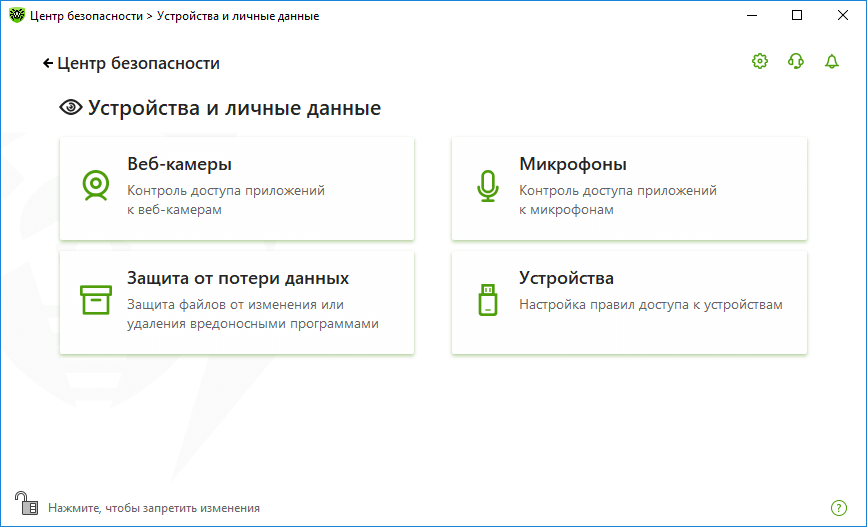 Центр безопасности > Устройства и личные данные
Центр безопасности
Устройства и личные данные
Веб-камеры
Контроль доступа приложений
к веб-камерам
Микрофоны
Контроль доступа приложений
к микрофонам
Защита от потери данных
Защита файлов от изменения или
удаления вредоносными программами
Устройства
Настройка правил доступа к устройствам
Нажмите, чтобы запретить изменения
?